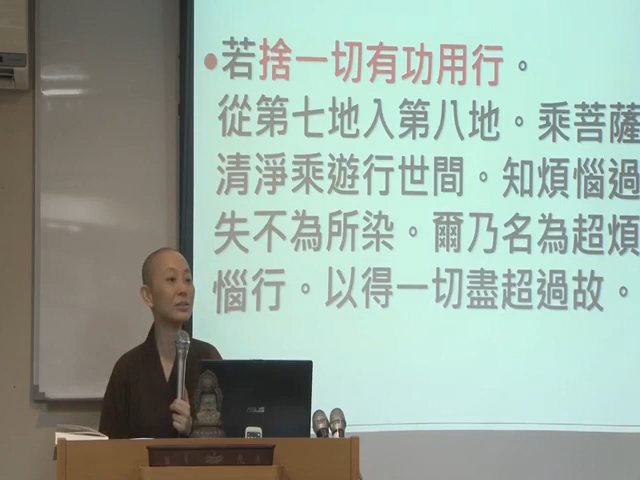 •若捨一切有功用行。
從第七地入第八地。乘菩薩
清淨乘遊行世間。知煩惱過
失不為所染。爾乃名為超煩
惱行。以得一切盡超過故。
ASUS